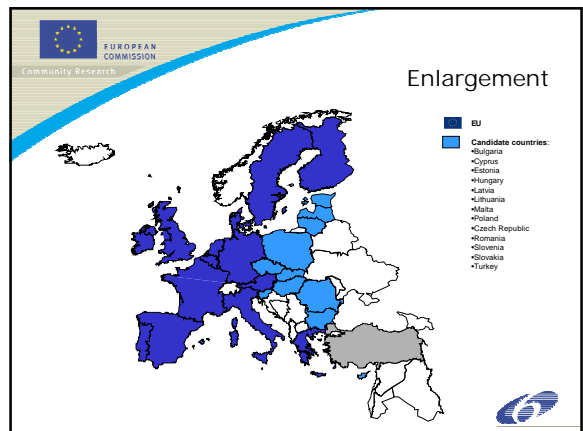 EUROPEAN
COMMISSION
Community Research
Enlargement
EU
Candidate countries:
•Bulgaria
•Cyprus
•Estonia
•Hungary
•Latvia
•Lithuania
•Malta
•Poland
•Czech Republic
•Romania
•Slovenia
•Slovakia
•Turkey
6